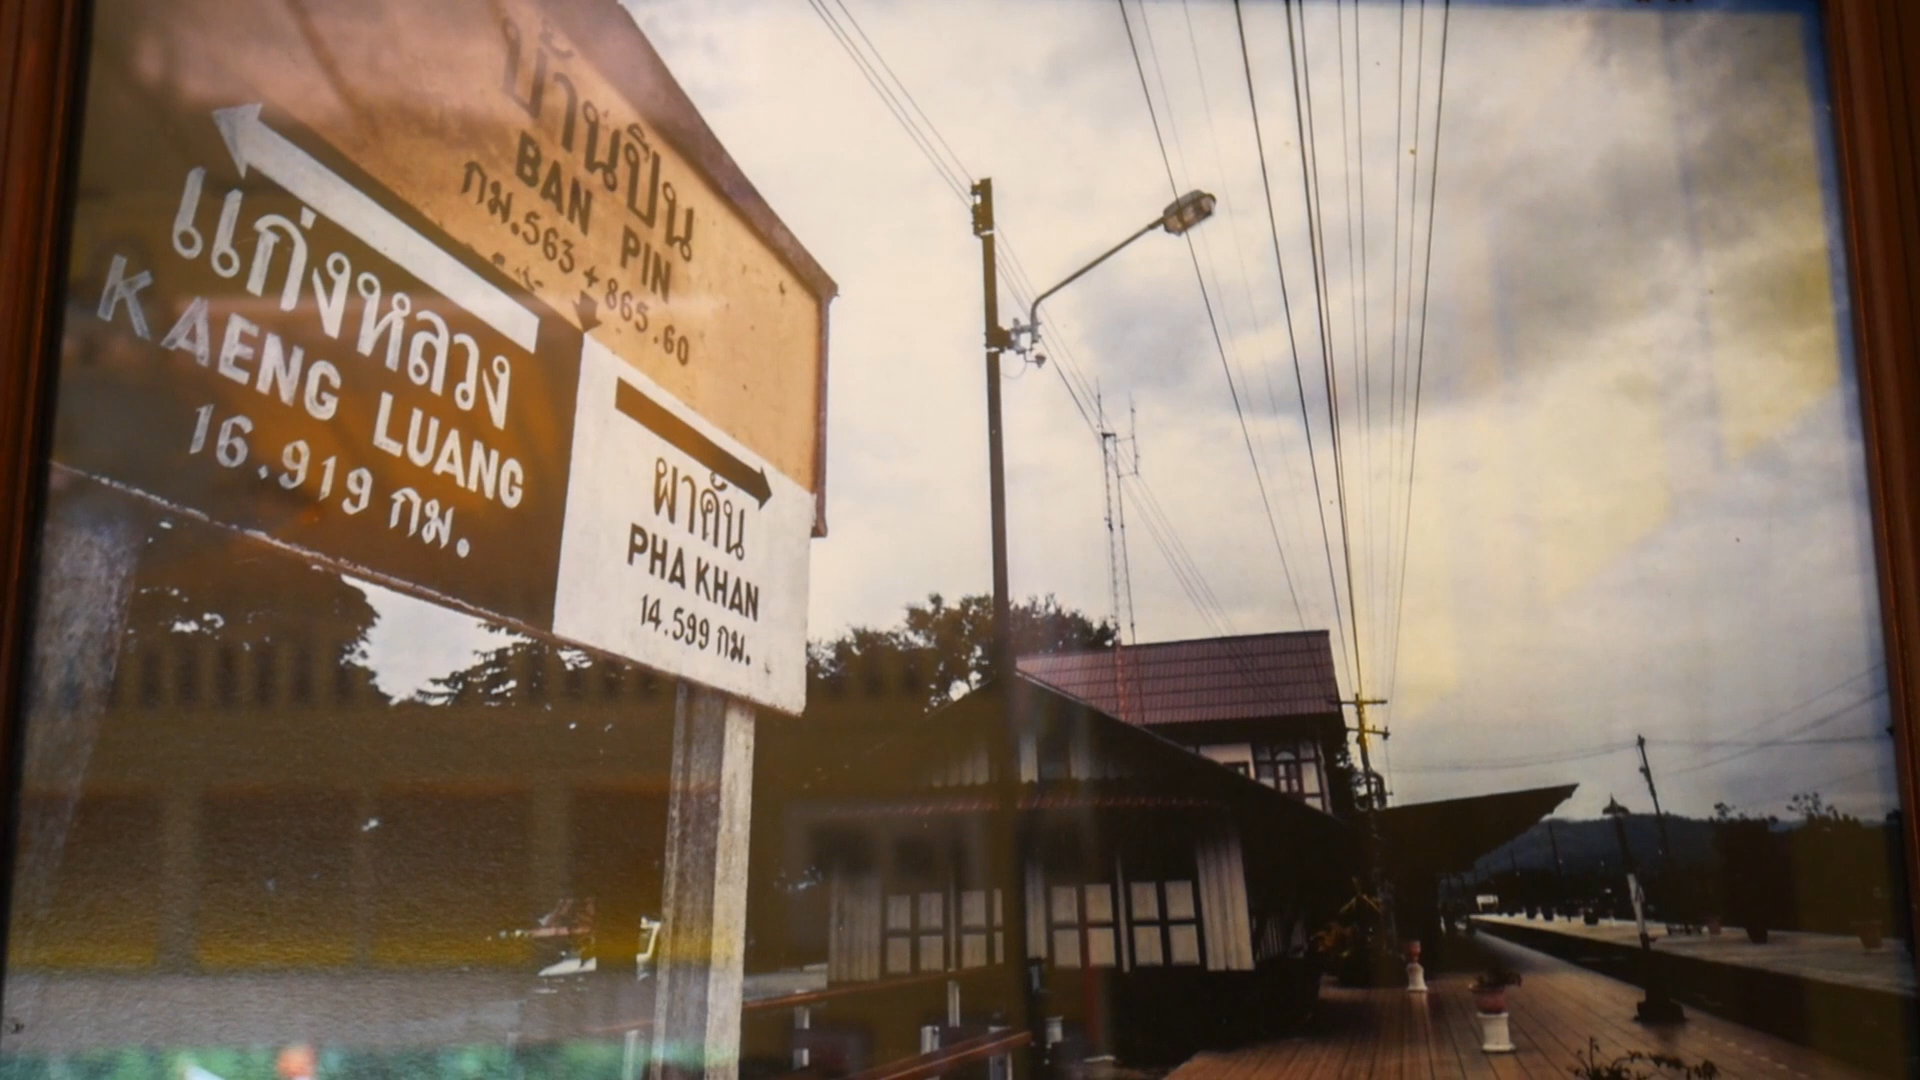 บ้านปิน
BAN PIN
กม.563+865.60
แก่งหลวง
KAENG LUANG
16.919 กม.
ผาคัน
PHA KHAN
14.599 กม.